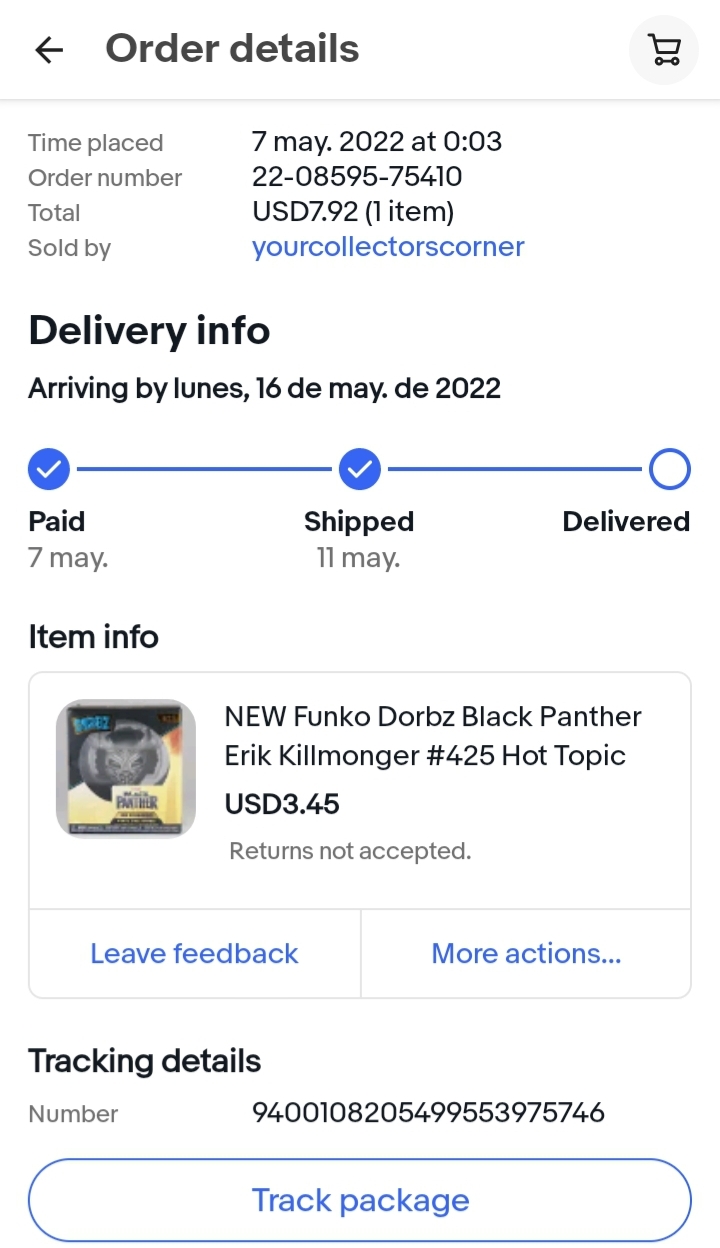 Order details
Time placed 7 may. 2022 at 0:03
Order number 22-08595-75410
Total USD7.92 (1 item)
Sold by yourcollectorscorner
Delivery info
Arriving by lunes, 16 de may. de 2022
Paid Shipped Delivered
7 may. 11 may.
Item info
DORBZ
BLACK
PANTHER
NEW Funko Dorbz Black Panther
Erik Killmonger #425 Hot Topic
USD3.45
Returns not accepted.
Leave feedback More actions...
Tracking details
Number 9400108205499553975746
Track package